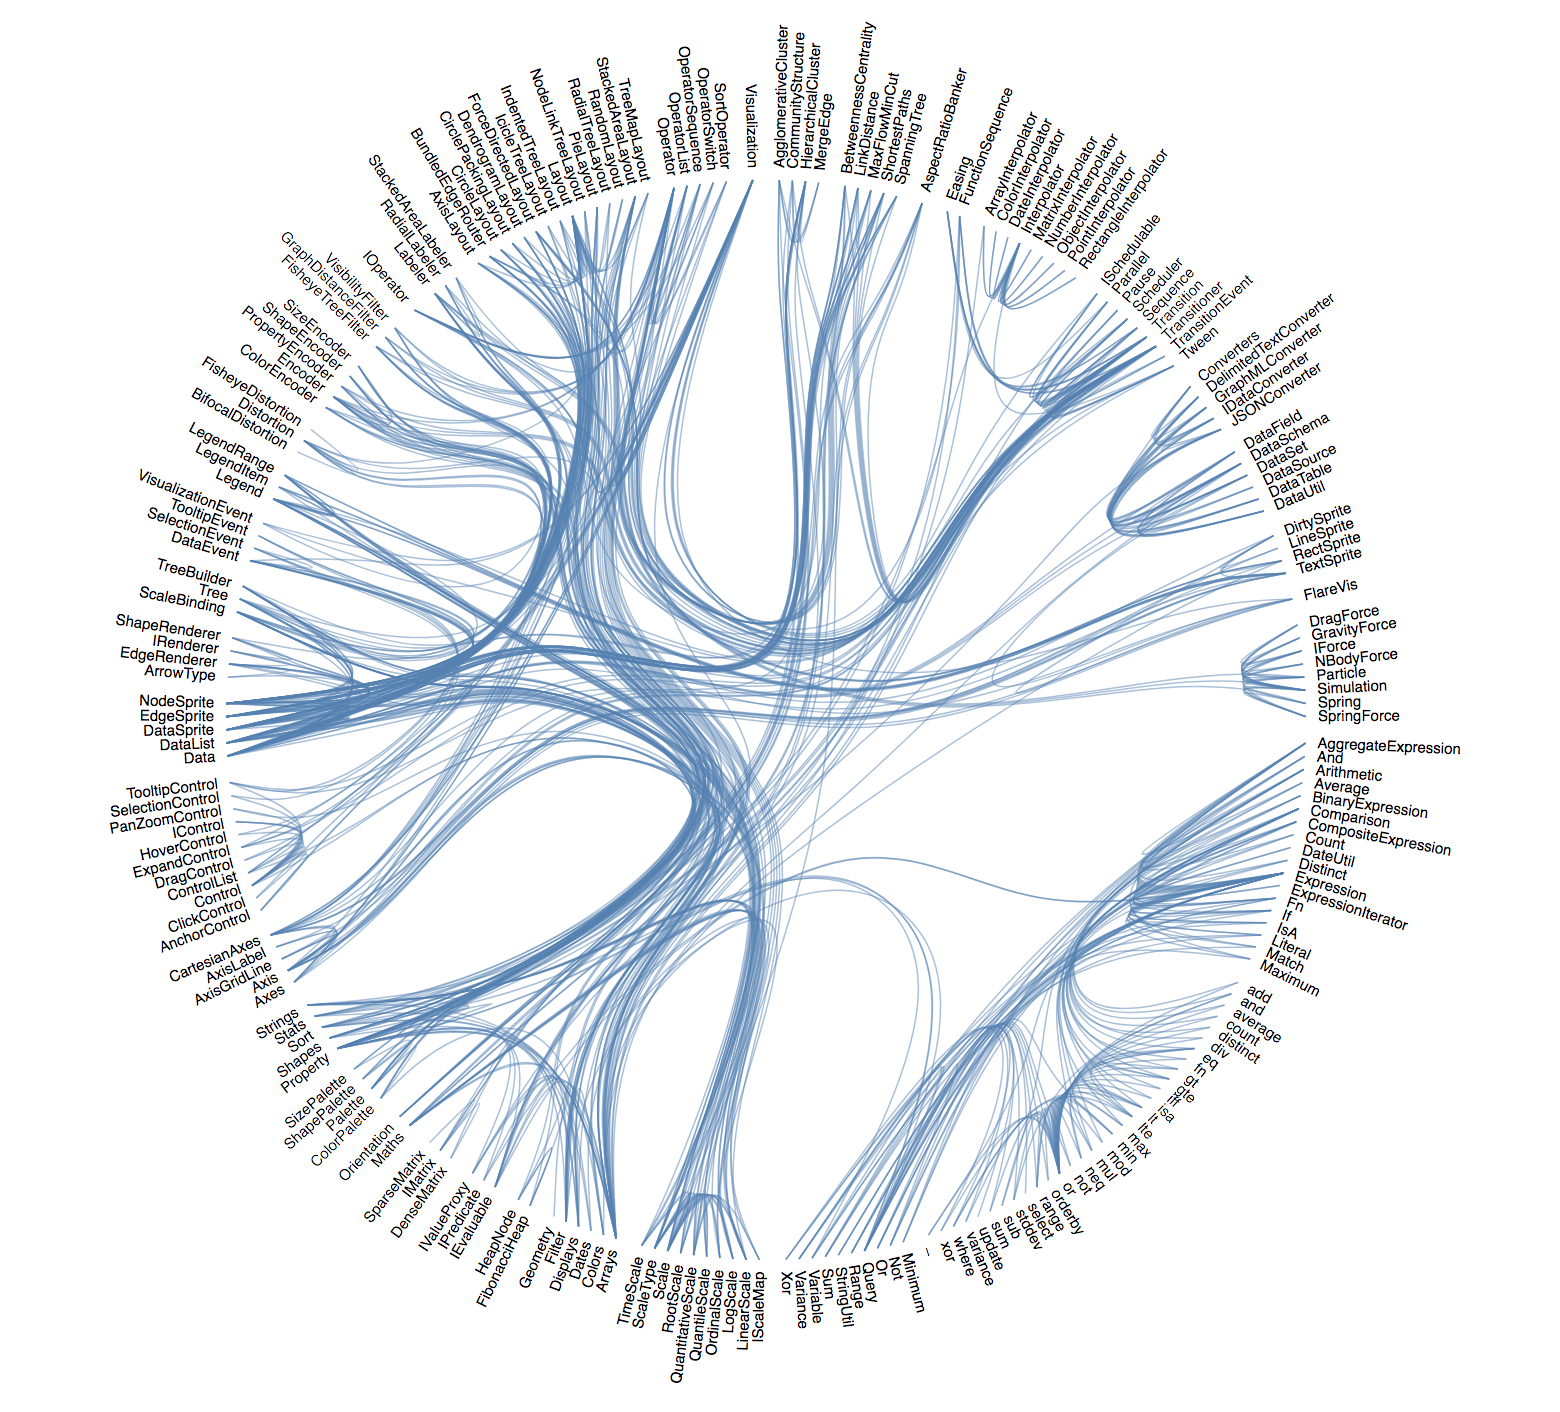 AgglomerativeCluster
CommunityStructure
HierarchicalCluster
MergeEdge
BetweennessCentrality
LinkDistance
MaxFlowMinCut
ShortestPaths
SpanningTree
AspectRatioBanker
Easing
FunctionSequence
ArrayInterpolator
ColorInterpolator
DateInterpolator
Interpolator
MatrixInterpolator
NumberInterpolator
ObjectInterpolator
PointInterpolator
RectangleInterpolator
ISchedulable
Parallel
Pause
Scheduler
Sequence
Transition
Transitioner
TransitionEvent
Tween
Converters
DelimitedTextConverter
GraphMLConverter
IDataConverter
JSONConverter
DataField
DataSchema
DataSet
DataSource
DataTable
DataUtil
DirtySprite
LineSprite
RectSprite
TextSprite
FlareVis
DragForce
GravityForce
IForce
NBodyForce
Particle
Simulation
Spring
SpringForce
AggregateExpression
And
Arithmetic
Average
BinaryExpression
Comparison
CompositeExpression
Count
DateUtil
Distinct
Expression
ExpressionIterator
Fn
If
IsA
Literal
Match
Maximum
add
and
average
count
distinct
div
eq
fn
gt
gte
iff
isa
lt
lte
max
min
mod
mul
neq
not
or
orderby
range
select
stddev
sub
sum
update
variance
where
xor
_
Minimum
Not
Or
Query
Range
StringUtil
Sum
Variable
Variance
Xor
IScaleMap
LinearScale
LogScale
OrdinalScale
QuantileScale
QuantitativeScale
RootScale
Scale
ScaleType
TimeScale
Arrays
Colors
Dates
Displays
Filter
Geometry
FibonacciHeap
HeapNode
IEvaluable
IPredicate
IValueProxy
DenseMatrix
IMatrix
SparseMatrix
Maths
Orientation
ColorPalette
Palette
ShapePalette
SizePalette
Property
Shapes
Sort
Stats
Strings
Axes
Axis
AxisGridLine
AxisLabel
CartesianAxes
AnchorControl
ClickControl
Control
ControlList
DragControl
ExpandControl
HoverControl
IControl
PanZoomControl
SelectionControl
TooltipControl
Data
DataList
DataSprite
EdgeSprite
NodeSprite
ArrowType
EdgeRenderer
IRenderer
ShapeRenderer
ScaleBinding
Tree
TreeBuilder
DataEvent
SelectionEvent
TooltipEvent
VisualizationEvent
Legend
LegendItem
LegendRange
BifocalDistortion
Distortion
FisheyeDistortion
ColorEncoder
Encoder
PropertyEncoder
ShapeEncoder
SizeEncoder
FisheyeTreeFilter
GraphDistanceFilter
VisibilityFilter
IOperator
Labeler
RadialLabeler
StackedAreaLabeler
AxisLayout
BundledEdgeRouter
CircleLayout
CirclePackingLayout
DendrogramLayout
ForceDirectedLayout
IcicleTreeLayout
IndentedTreeLayout
Layout
NodeLinkTreeLayout
PieLayout
RadialTreeLayout
RandomLayout
StackedAreaLayout
TreeMapLayout
Operator
OperatorList
OperatorSequence
OperatorSwitch
SortOperator
Visualization